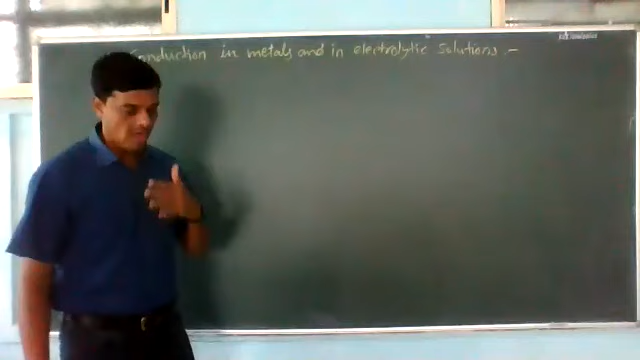 Conduction in metals and in electrolytic solutions :-